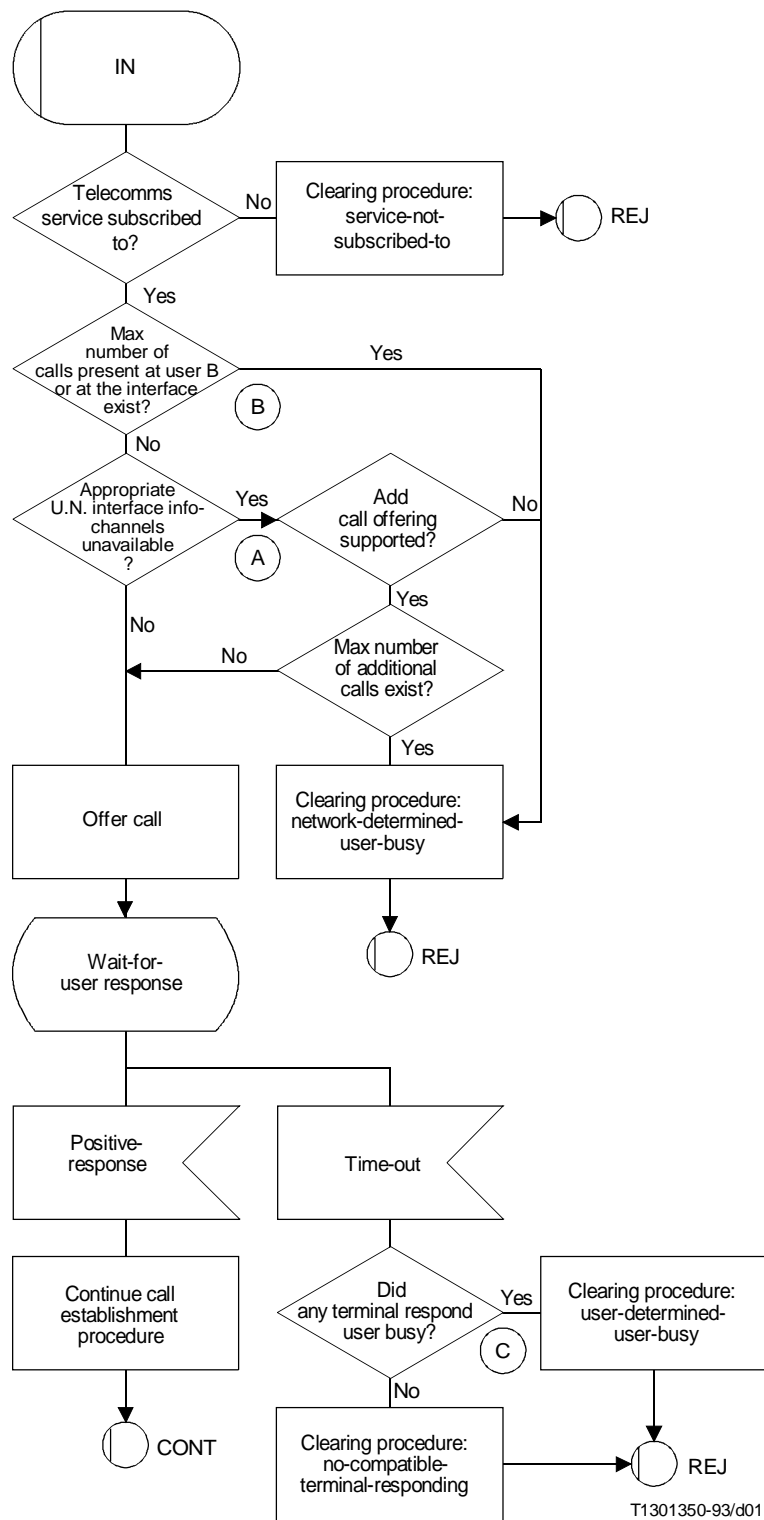 IN
Telecomms
service subscribed
to?
No
Clearing procedure:
service-not-
subscribed-to
REJ
Yes
Max
number of
calls present at user B
or at the interface
exist?
Yes
B
No
Appropriate
U.N. interface info-
channels
unavailable
?
Yes
A
Add
call offering
supported?
No
Yes
No
Max number
of additional
calls exist?
No
Yes
Offer call
Clearing procedure:
network-determined-
user-busy
REJ
Wait-for-
user response
Positive-
response
Time-out
Continue call
establishment
procedure
Did
any terminal respond
user busy?
Yes
C
Clearing procedure:
user-determined-
user-busy
No
CONT
Clearing procedure:
no-compatible-
terminal-responding
REJ
T1301350-93/d01